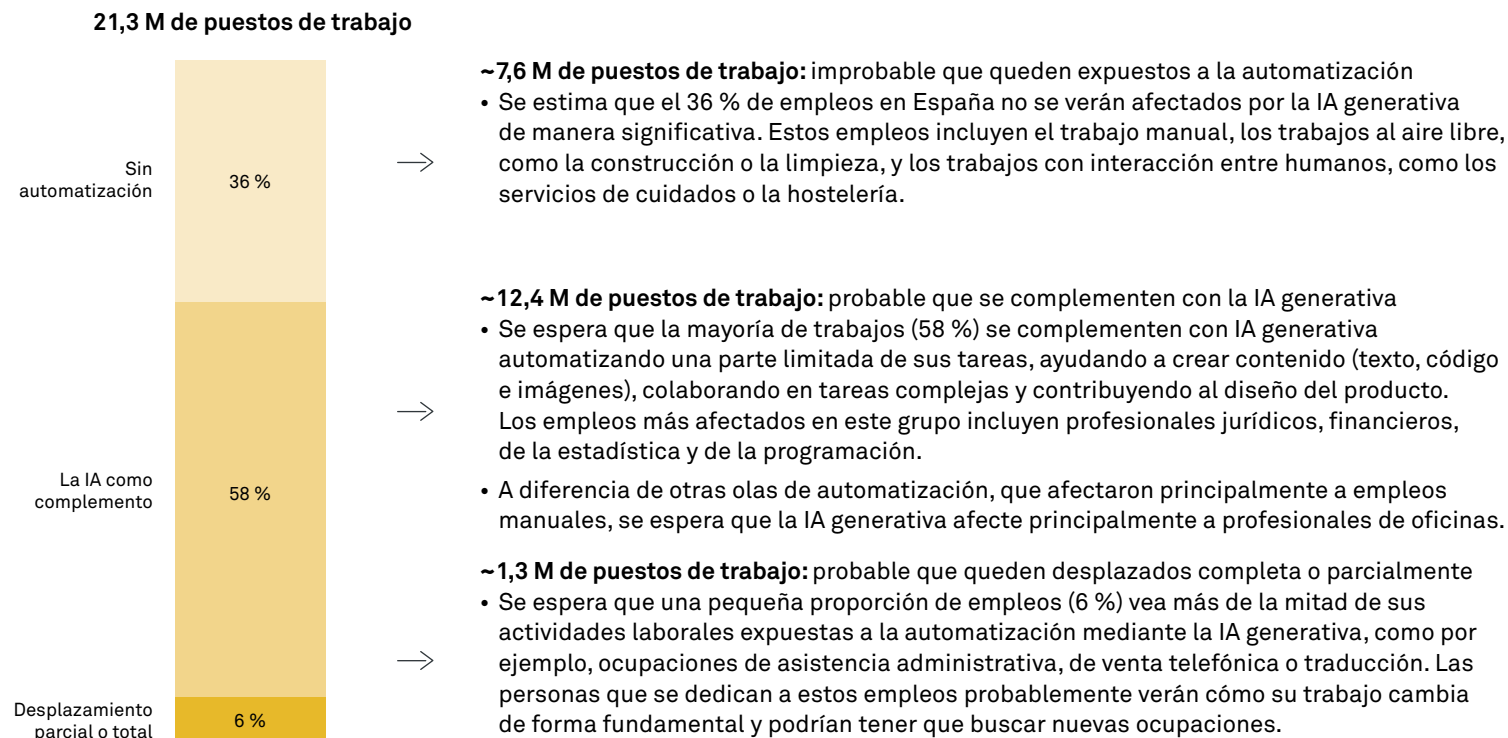 21,3 M de puestos de trabajo
Sin
automatización
36 %
~7,6 M de puestos de trabajo: improbable que queden expuestos a la automatización
• Se estima que el 36 % de empleos en España no se verán afectados por la IA generativa
de manera significativa. Estos empleos incluyen el trabajo manual, los trabajos al aire libre,
como la construcción o la limpieza, y los trabajos con interacción entre humanos, como los
servicios de cuidados o la hostelería.
La IA como
complemento
58 %
~12,4 M de puestos de trabajo: probable que se complementen con la IA generativa
• Se espera que la mayoría de trabajos (58 %) se complementen con IA generativa
automatizando una parte limitada de sus tareas, ayudando a crear contenido (texto, código
e imágenes), colaborando en tareas complejas y contribuyendo al diseño del producto.
Los empleos más afectados en este grupo incluyen profesionales jurídicos, financieros,
de la estadística y de la programación.
• A diferencia de otras olas de automatización, que afectaron principalmente a empleos
manuales, se espera que la IA generativa afecte principalmente a profesionales de oficinas.
Desplazamiento
parcial o total
6 %
~1,3 M de puestos de trabajo: probable que queden desplazados completa o parcialmente
• Se espera que una pequeña proporción de empleos (6 %) vea más de la mitad de sus
actividades laborales expuestas a la automatización mediante la IA generativa, como por
ejemplo, ocupaciones de asistencia administrativa, de venta telefónica o traducción. Las
personas que se dedican a estos empleos probablemente verán cómo su trabajo cambia
de forma fundamental y podrían tener que buscar nuevas ocupaciones.